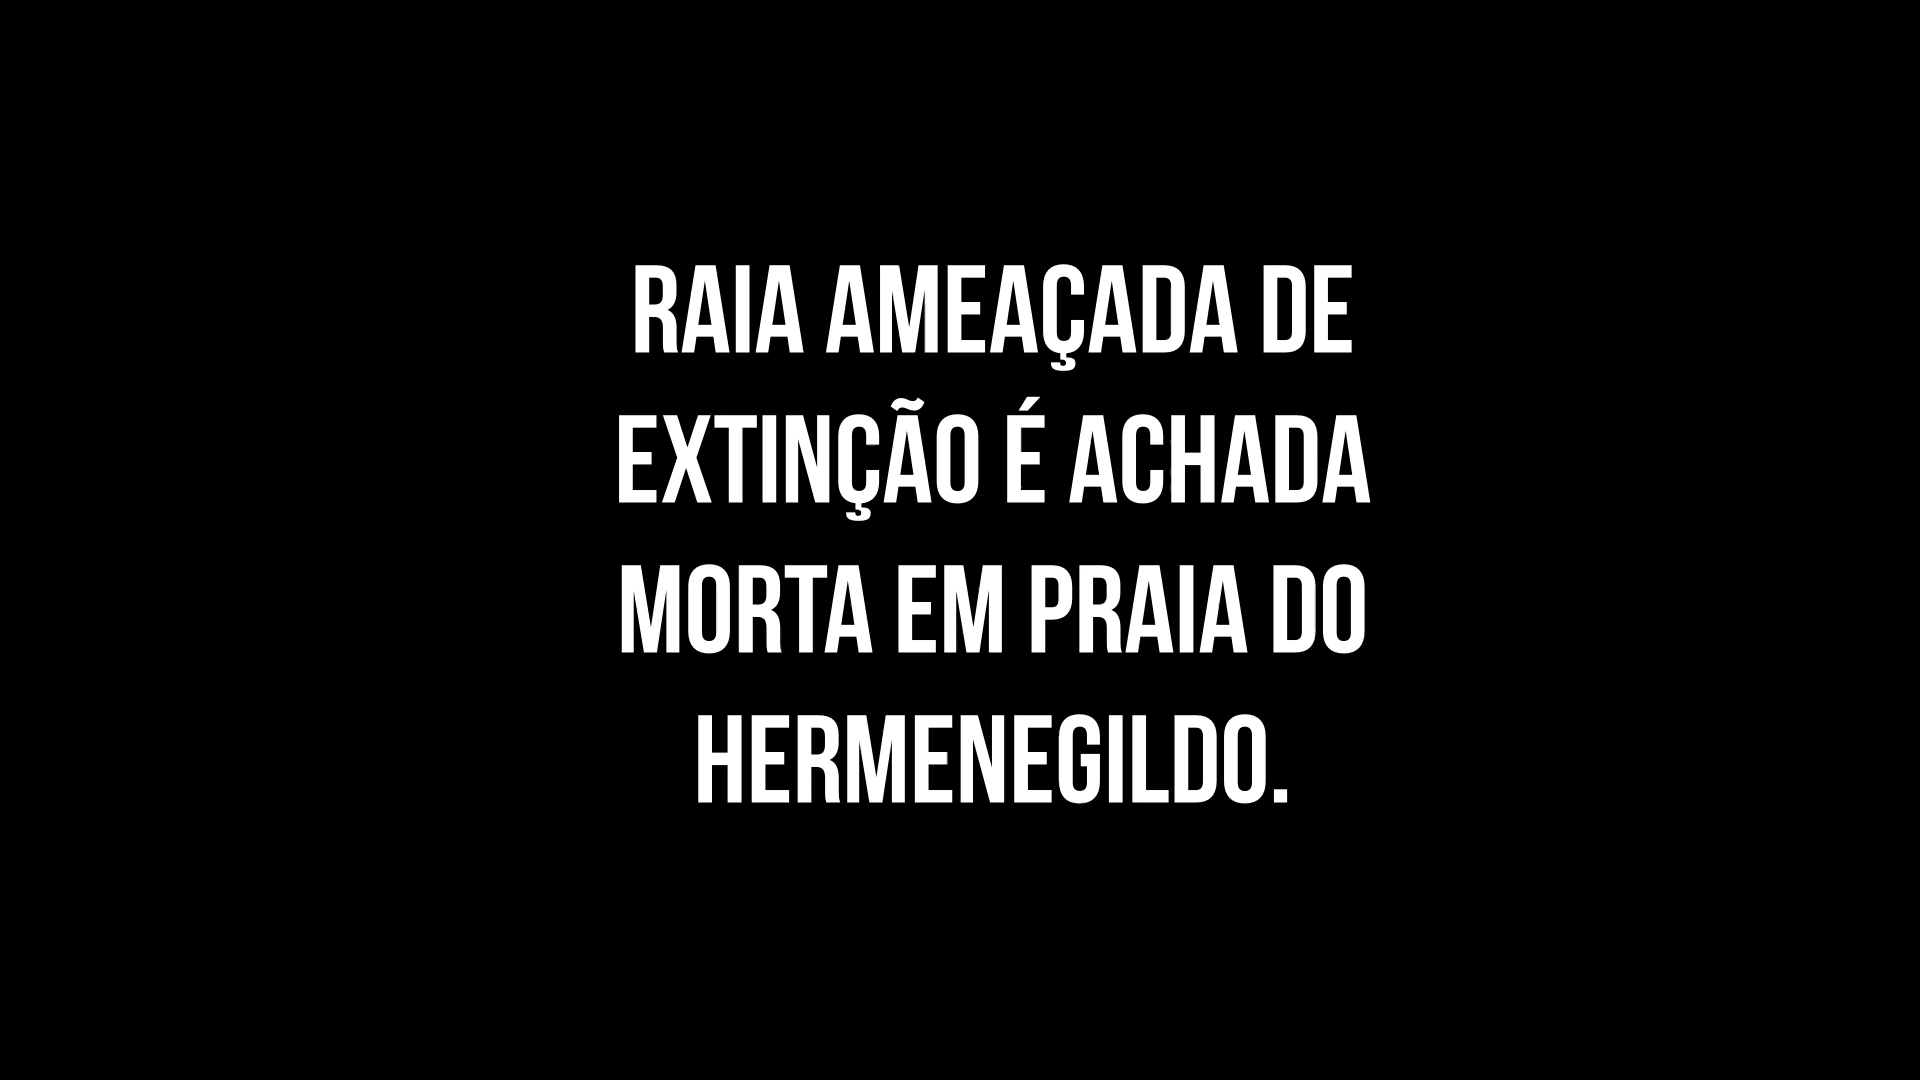 RAIA AMEAÇADA DE
EXTINÇÃO É ACHADA
MORTA EM PRAIA DO
HERMENEGILDO.